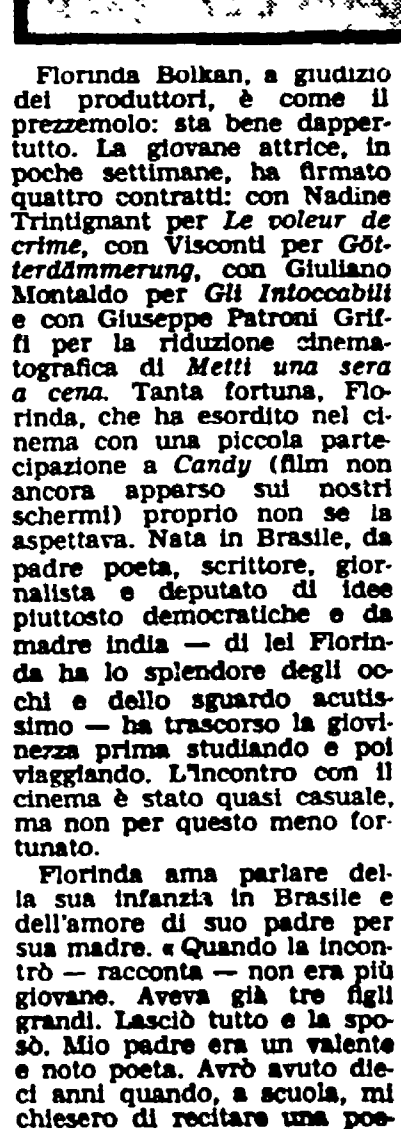 Florinda Bolkan, a giudizio
dei produttori, è come il
prezzemolo: sta bene dapper-
tutto. La giovane attrice, in
poche settimane, ha firmato
quattro contratti: con Nadine
Trintignant per Le voleur de
crime, con Visconti per Göt-
terdämmerung, con Giuliano
Montaldo per Gli Intoccabili
e con Giuseppe Patroni Grif-
fi per la riduzione cinema-
tografica di Metti una sera
a cena. Tanta fortuna, Flo-
rinda, che ha esordito nel ci-
nema con una piccola parte-
cipazione a Candy (film non
ancora apparso sui nostri
schermi) proprio non se la
aspettava. Nata in Brasile, da
padre poeta, scrittore, gior-
nalista e deputato di idee
piuttosto democratiche e da
madre india — di lei Florin-
da ha lo splendore degli oc-
chi e dello sguardo acutis-
simo — ha trascorso la giovi-
nezza prima studiando e poi
viaggiando. L'incontro con il
cinema è stato quasi casuale,
ma non per questo meno for-
tunato.
Florinda ama parlare del-
la sua infanzia in Brasile e
dell'amore di suo padre per
sua madre. « Quando la incon-
trò — racconta — non era più
giovane. Aveva già tre figli
grandi. Lasciò tutto e la spo-
sò. Mio padre era un valente
e noto poeta. Avrò avuto die-
ci anni quando, a scuola, mi
chiesero di recitare una poe-